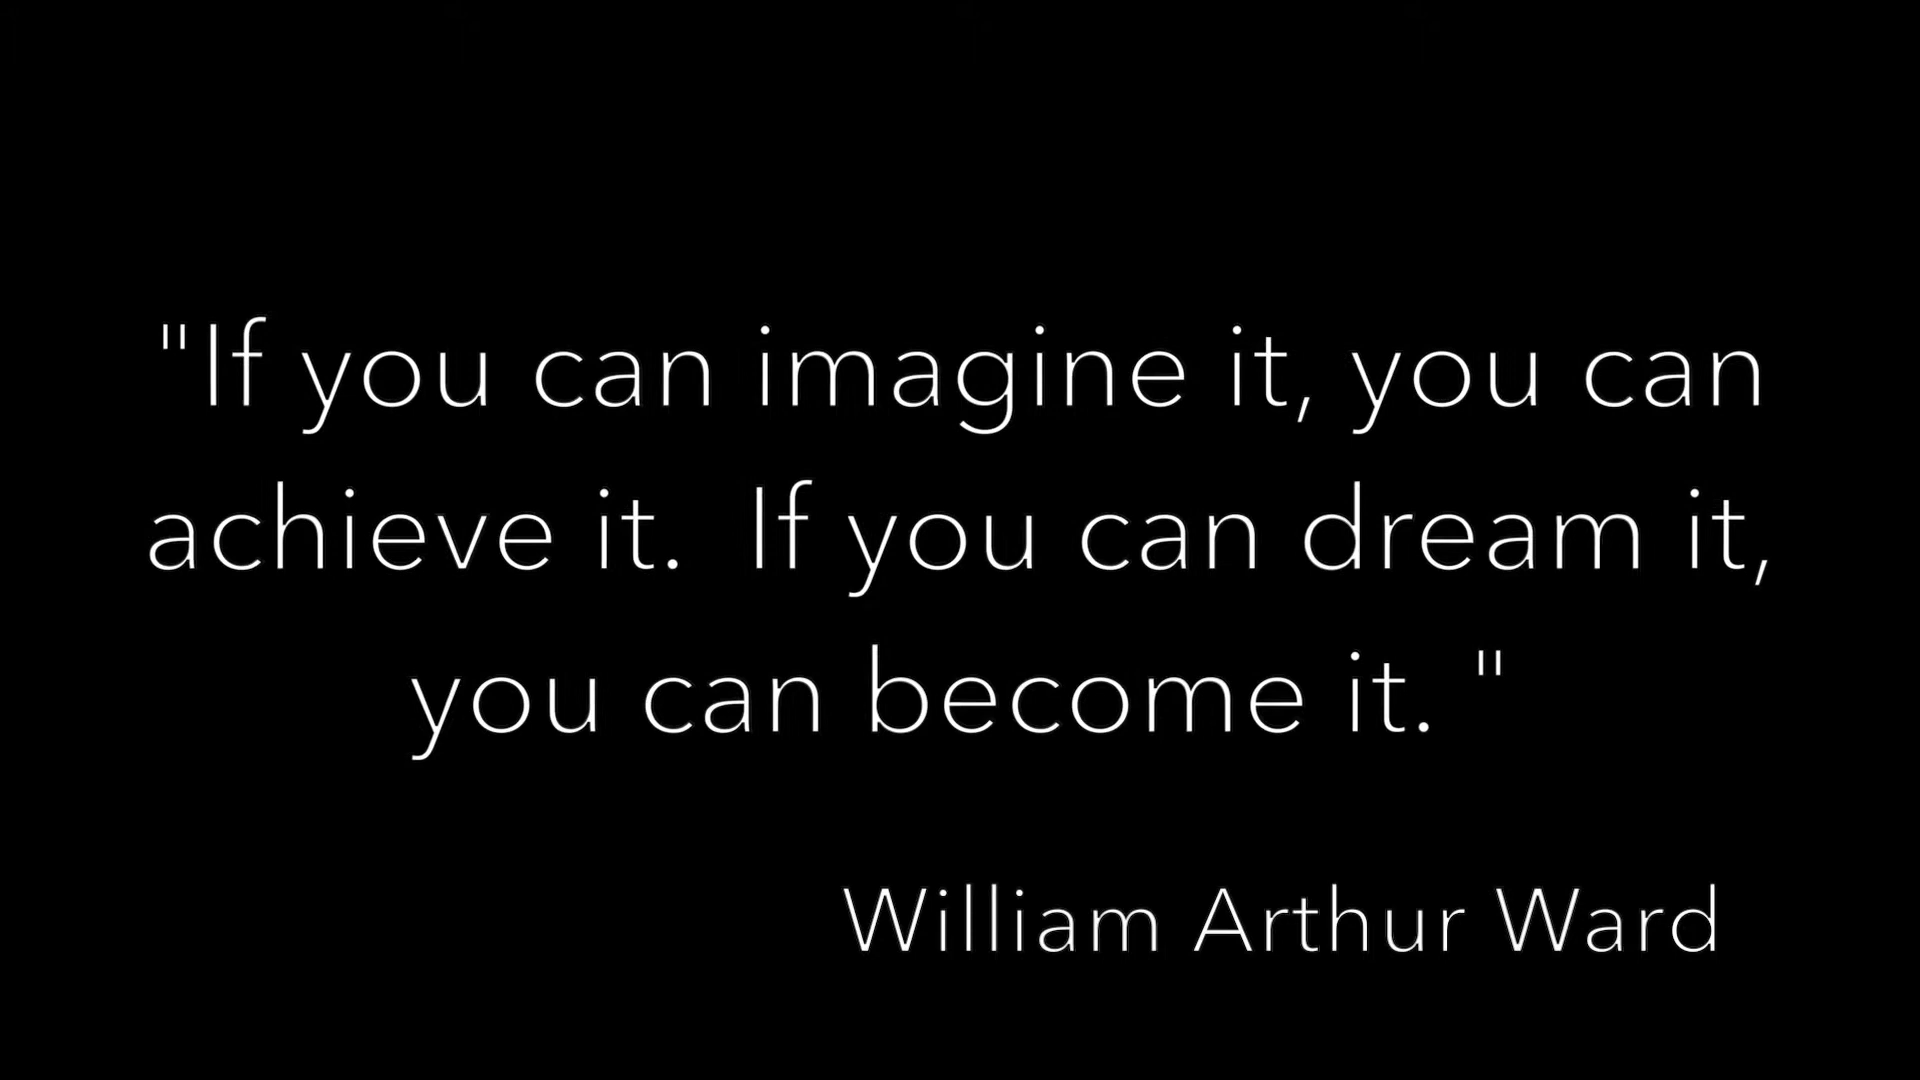 "If you can imagine it, you can
achieve it.  If you can dream it,
you can become it. "
William Arthur Ward